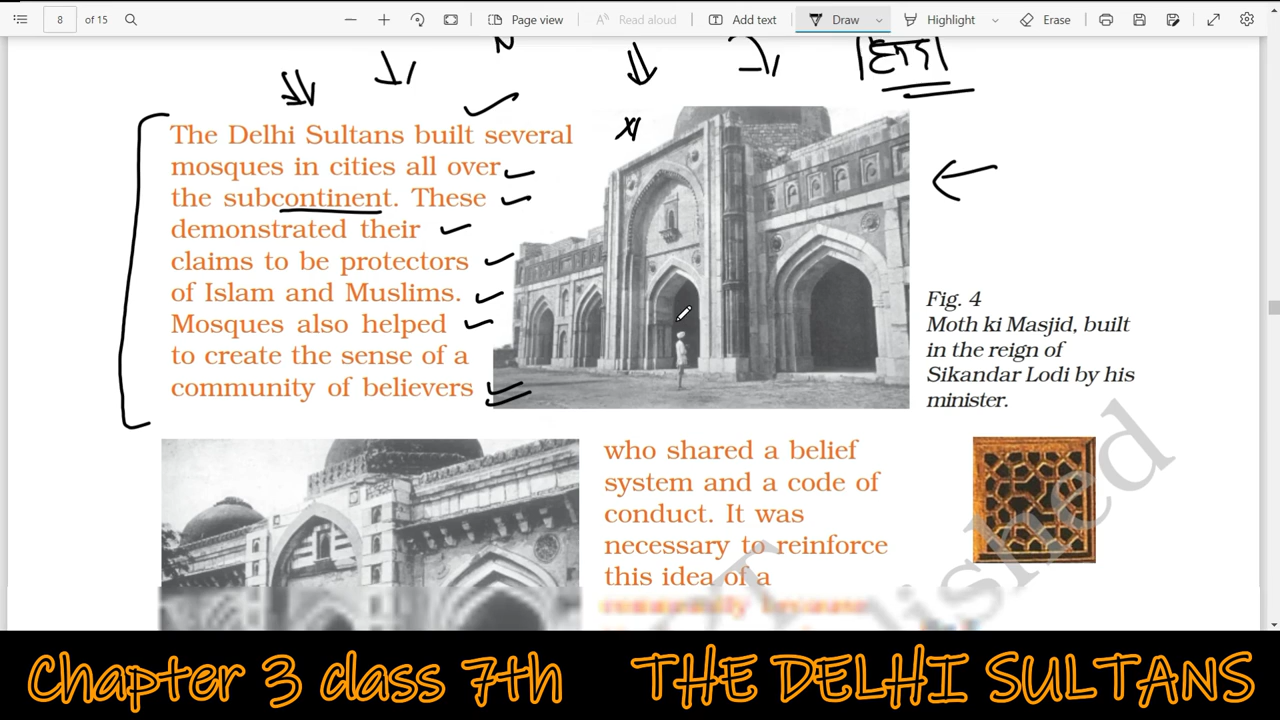 8 of 15
Page view
Read aloud
Add text
Draw
Highlight
Erase
The Delhi Sultans built several
mosques in cities all over
the subcontinent. These
demonstrated their
claims to be protectors
of Islam and Muslims.
Mosques also helped
to create the sense of a
community of believers
Fig. 4
Moth ki Masjid, built
in the reign of
Sikandar Lodi by his
minister.
who shared a belief
system and a code of
conduct. It was
necessary to reinforce
this idea of a
community because
lished
Chapter 3 class 7th THE DELHI SULTANS